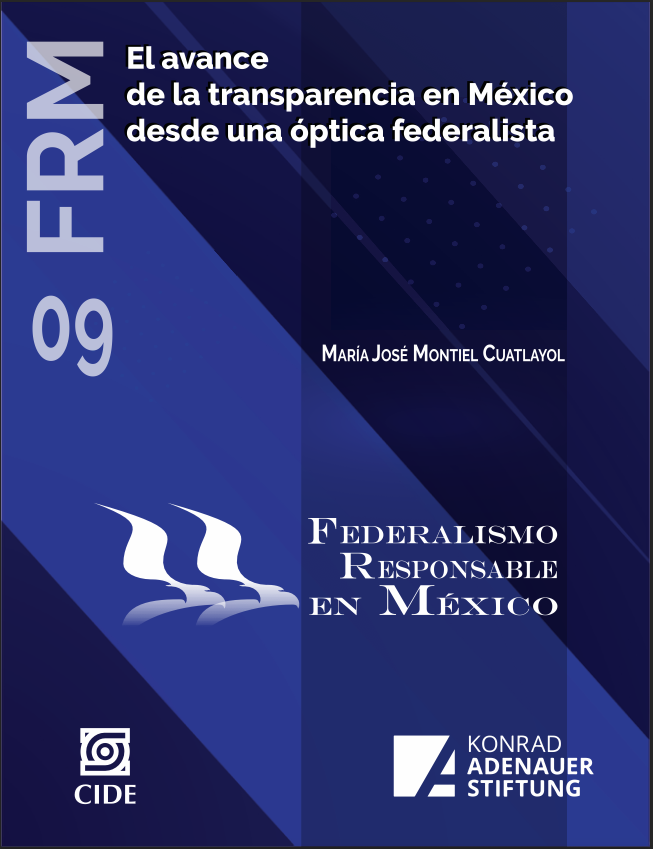 FRM
09
El avance
de la transparencia en México
desde una óptica federalista
María José Montiel Cuatlayol
Federalismo
Responsable
en México
CIDE
KONRAD
ADENAUER
STIFTUNG